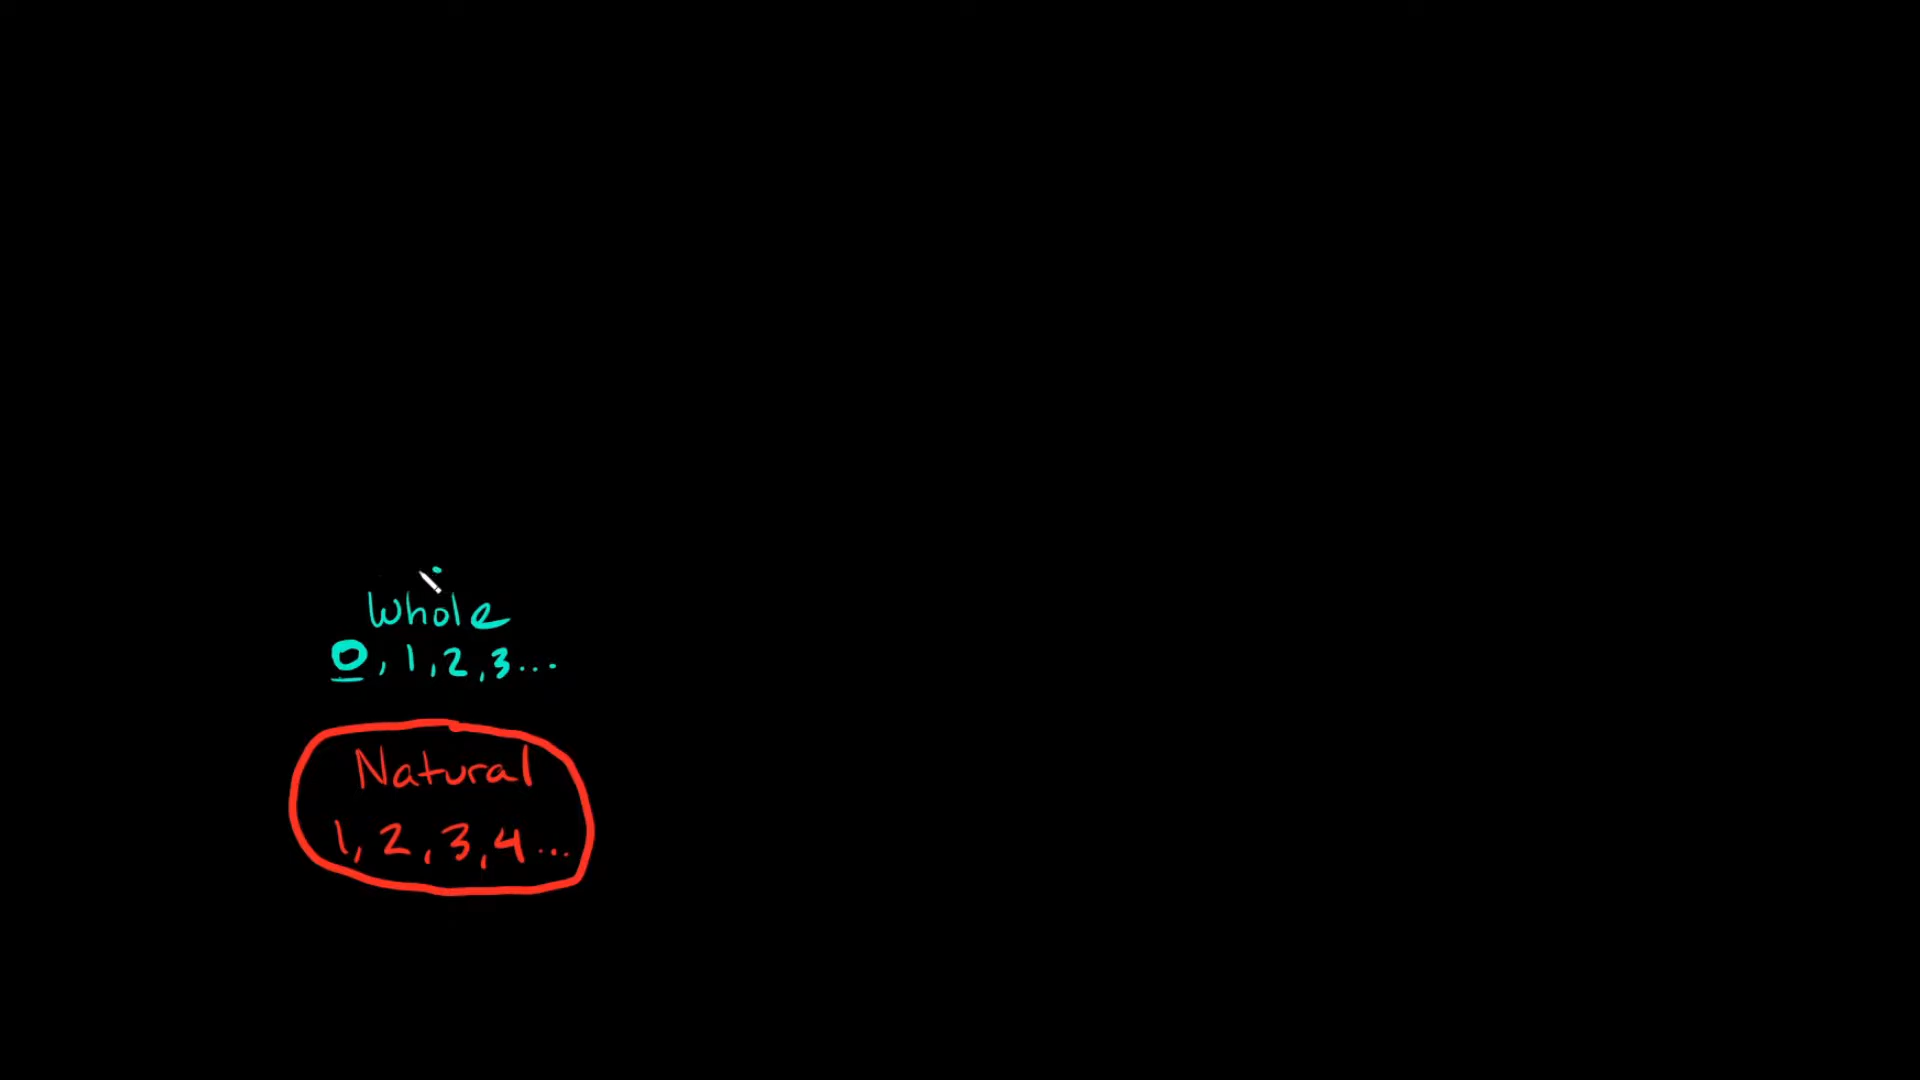 Whole
0, 1, 2, 3...
Natural
1, 2, 3, 4...